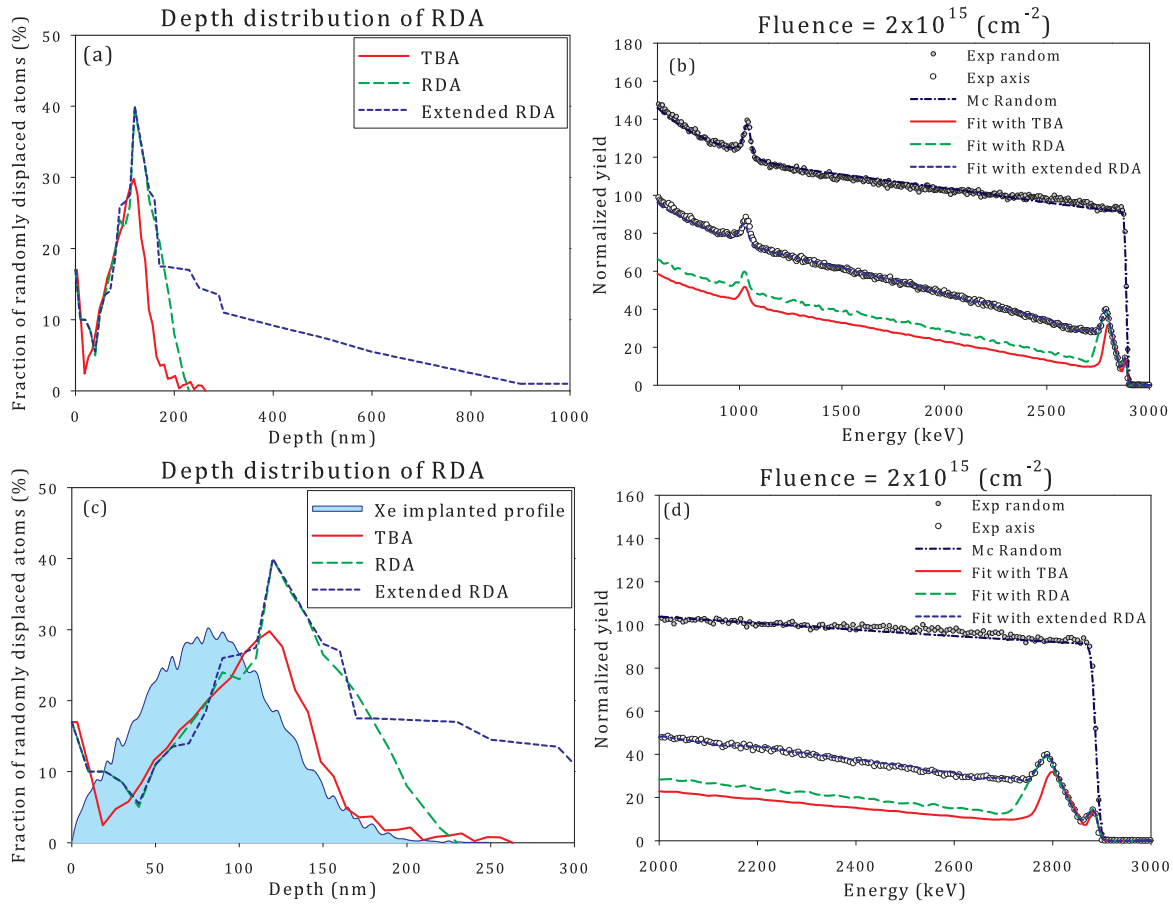 Depth distribution of RDA
(a)
TBA
RDA
Extended RDA
Fraction of randomly displaced atoms (%)
50
40
30
20
10
0
0
200
400
600
800
1000
Depth (nm)
Fluence = 2x10^15 (cm^-2)
(b)
Exp random
Exp axis
Mc Random
Fit with TBA
Fit with RDA
Fit with extended RDA
Normalized yield
180
160
140
120
100
80
60
40
20
0
1000
1500
2000
2500
3000
Energy (keV)
Depth distribution of RDA
(c)
Xe implanted profile
TBA
RDA
Extended RDA
Fraction of randomly displaced atoms (%)
50
40
30
20
10
0
0
50
100
150
200
250
300
Depth (nm)
Fluence = 2x10^15 (cm^-2)
(d)
Exp random
Exp axis
Mc Random
Fit with TBA
Fit with RDA
Fit with extended RDA
Normalized yield
160
140
120
100
80
60
40
20
0
2000
2200
2400
2600
2800
3000
Energy (keV)